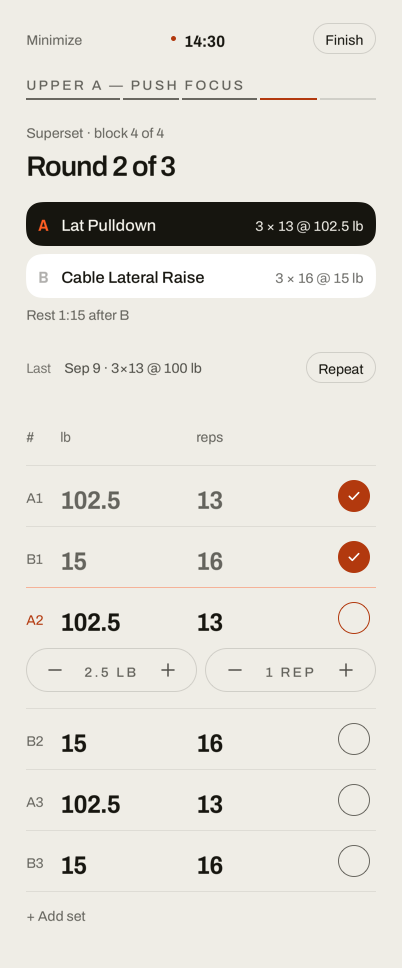 Minimize 14:30 Finish
UPPER A — PUSH FOCUS
Superset · block 4 of 4
Round 2 of 3
A Lat Pulldown 3 × 13 @ 102.5 lb
B Cable Lateral Raise 3 × 16 @ 15 lb
Rest 1:15 after B
Last Sep 9 · 3×13 @ 100 lb Repeat
# lb reps
A1 102.5 13
B1 15 16
A2 102.5 13
— 2.5 LB + — 1 REP +
B2 15 16
A3 102.5 13
B3 15 16
+ Add set